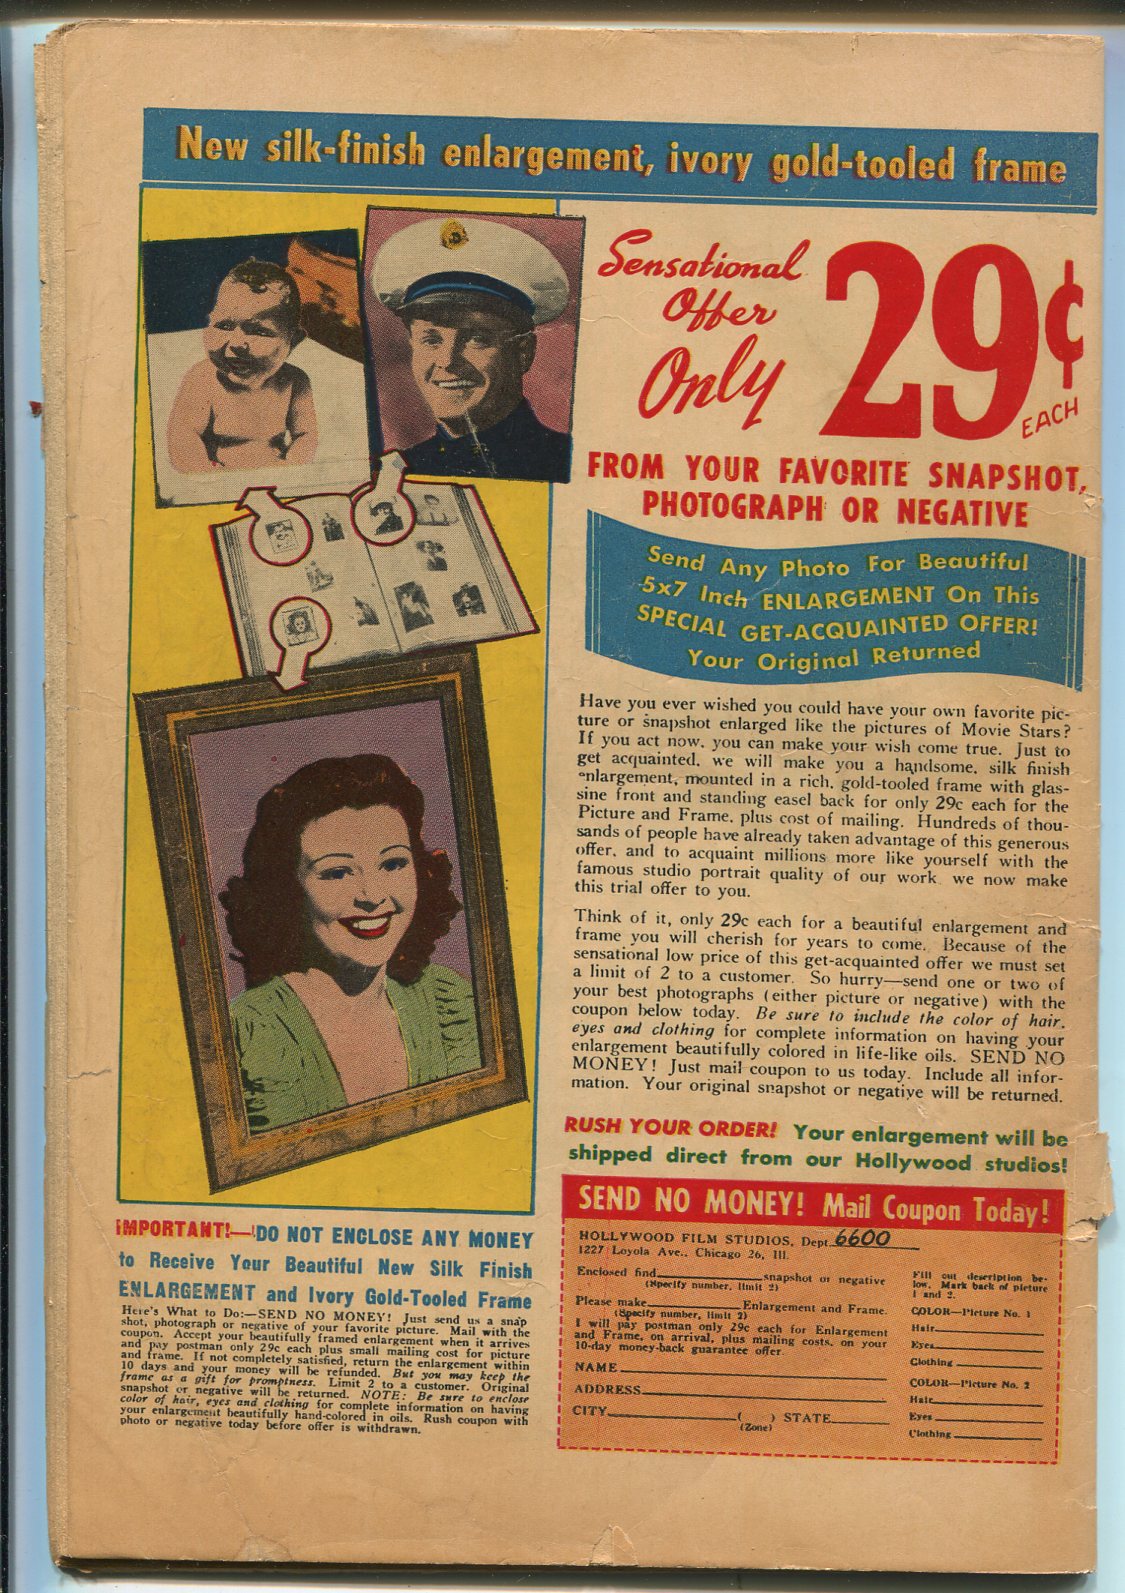 New silk-finish enlargement, ivory gold-tooled frame
Sensational
Offer
Only
29¢
EACH
FROM YOUR FAVORITE SNAPSHOT,
PHOTOGRAPH OR NEGATIVE
Send Any Photo For Beautiful
5x7 Inch ENLARGEMENT On This
SPECIAL GET-ACQUAINTED OFFER!
Your Original Returned
Have you ever wished you could have your own favorite pic-
ture or snapshot enlarged like the pictures of Movie Stars?
If you act now, you can make your wish come true. Just to
get acquainted, we will make you a handsome, silk finish
enlargement, mounted in a rich, gold-tooled frame with glas-
sine front and standing easel back for only 29c each for the
Picture and Frame, plus cost of mailing. Hundreds of thou-
sands of people have already taken advantage of this generous
offer, and to acquaint millions more like yourself with the
famous studio portrait quality of our work we now make
this trial offer to you.
Think of it, only 29c each for a beautiful enlargement and
frame you will cherish for years to come. Because of the
sensational low price of this get-acquainted offer we must set
a limit of 2 to a customer. So hurry—send one or two of
your best photographs (either picture or negative) with the
coupon below today. Be sure to include the color of hair,
eyes and clothing for complete information on having your
enlargement beautifully colored in life-like oils. SEND NO
MONEY! Just mail coupon to us today. Include all infor-
mation. Your original snapshot or negative will be returned.
RUSH YOUR ORDER! Your enlargement will be
shipped direct from our Hollywood studios!
IMPORTANT!—DO NOT ENCLOSE ANY MONEY
to Receive Your Beautiful New Silk Finish
ENLARGEMENT and Ivory Gold-Tooled Frame
Here's What to Do:—SEND NO MONEY! Just send us a snap
shot, photograph or negative of your favorite picture. Mail with the
coupon. Accept your beautifully framed enlargement when it arrives
and pay postman only 29c each plus small mailing cost for picture
and frame. If not completely satisfied, return the enlargement within
10 days and your money will be refunded. But you may keep the
frame as a gift for promptness. Limit 2 to a customer. Original
snapshot or negative will be returned. NOTE: Be sure to enclose
color of hair, eyes and clothing for complete information on having
your enlargement beautifully hand-colored in oils. Rush coupon with
photo or negative today before offer is withdrawn.
SEND NO MONEY! Mail Coupon Today!
HOLLYWOOD FILM STUDIOS, Dept. 6600
1227 Loyola Ave., Chicago 26, Ill.
Enclosed find snapshot or negative
(Specify number, limit 2)
Please make Enlargement and Frame.
(Specify number, limit 2)
I will pay postman only 29c each for Enlargement
and Frame, on arrival, plus mailing costs, on your
10-day money-back guarantee offer.
NAME
ADDRESS
CITY ( ) STATE
(Zone)
Fill out description be-
low. Mark back of picture
1 and 2.
COLOR—Picture No. 1
Hair
Eyes
Clothing
COLOR—Picture No. 2
Hair
Eyes
Clothing